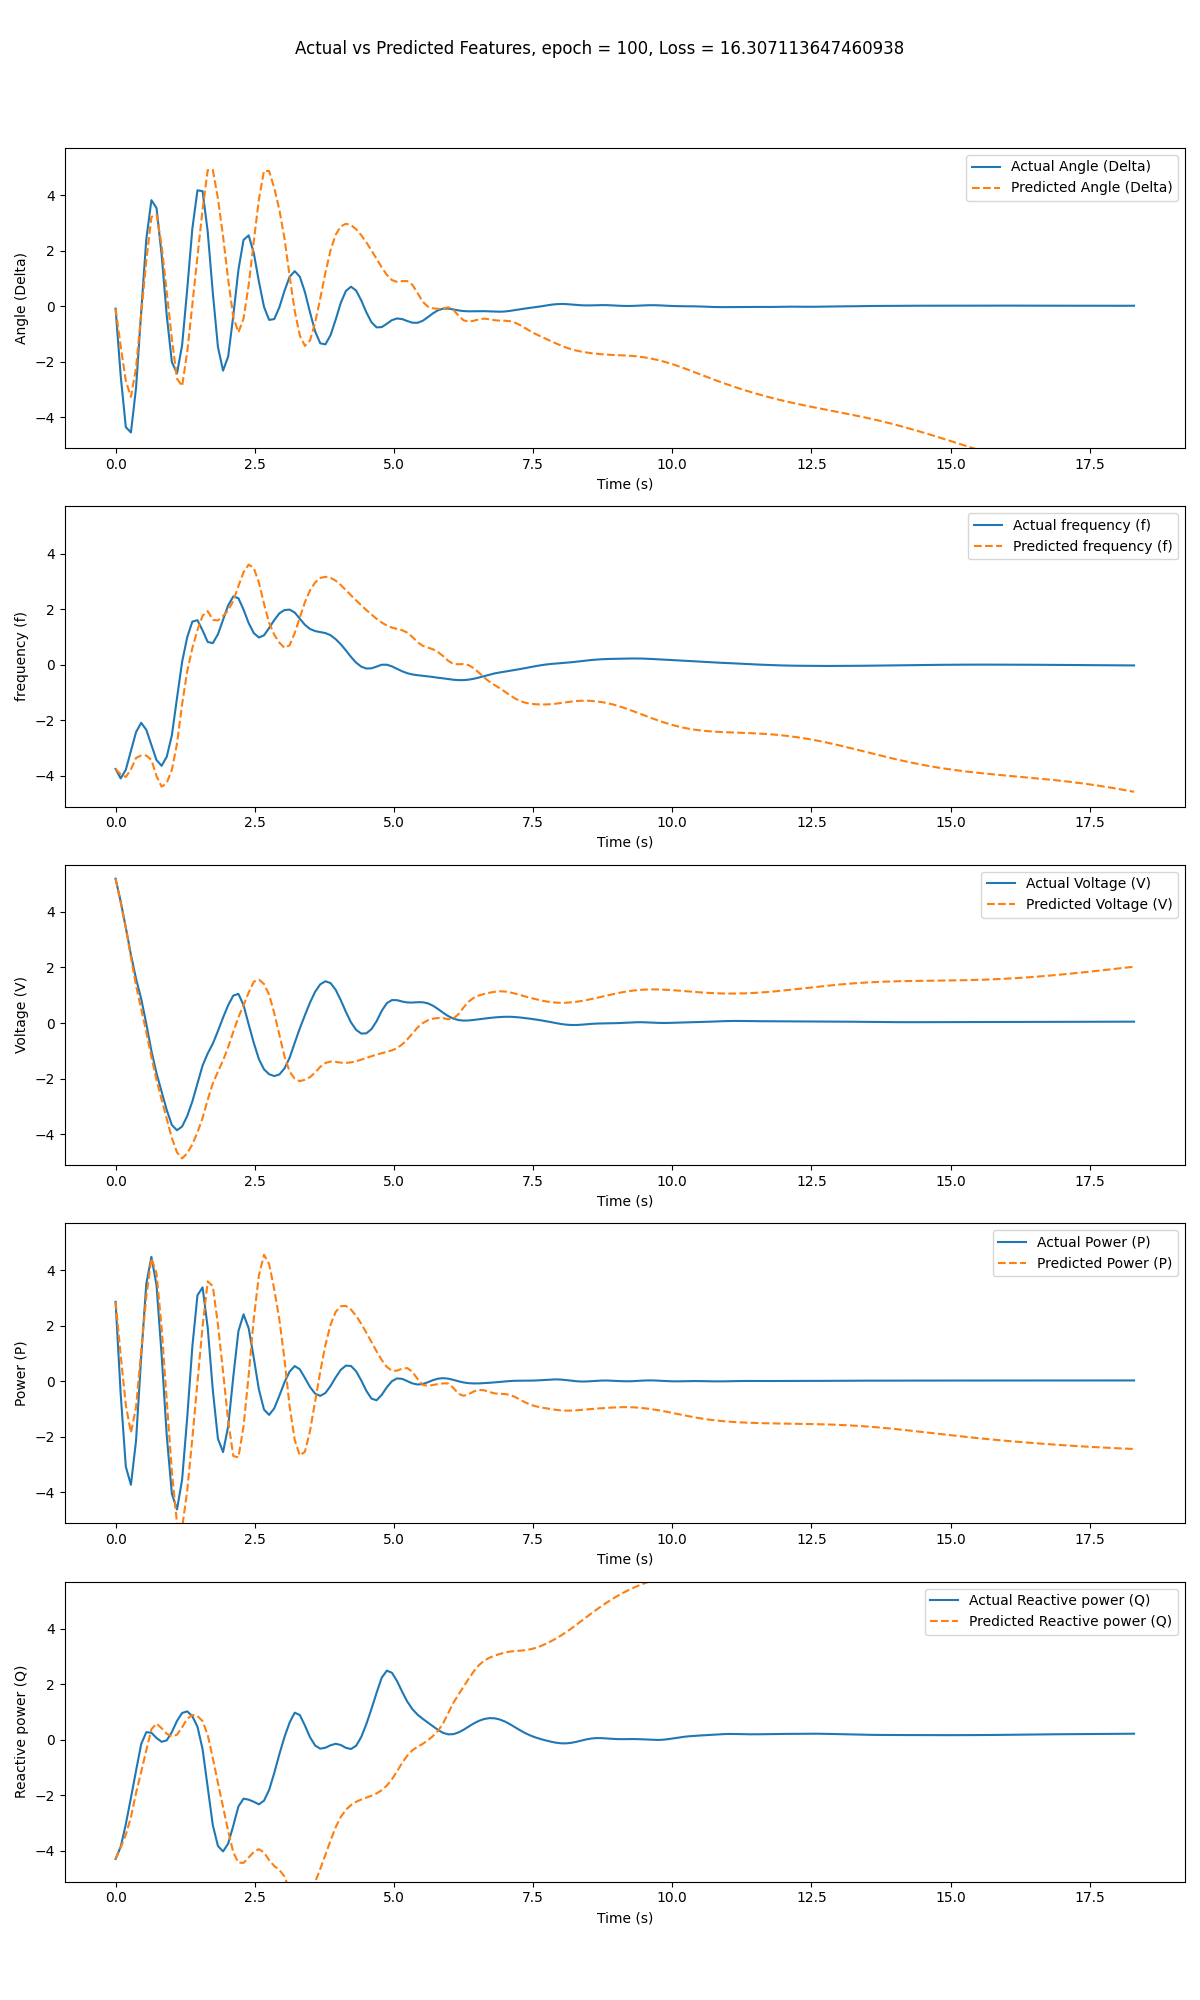 Actual vs Predicted Features, epoch = 100, Loss = 16.307113647460938
Actual Angle (Delta)
Predicted Angle (Delta)
Angle (Delta)
4
2
0
−2
−4
0.0 2.5 5.0 7.5 10.0 12.5 15.0 17.5
Time (s)
Actual frequency (f)
Predicted frequency (f)
frequency (f)
4
2
0
−2
−4
0.0 2.5 5.0 7.5 10.0 12.5 15.0 17.5
Time (s)
Actual Voltage (V)
Predicted Voltage (V)
Voltage (V)
4
2
0
−2
−4
0.0 2.5 5.0 7.5 10.0 12.5 15.0 17.5
Time (s)
Actual Power (P)
Predicted Power (P)
Power (P)
4
2
0
−2
−4
0.0 2.5 5.0 7.5 10.0 12.5 15.0 17.5
Time (s)
Actual Reactive power (Q)
Predicted Reactive power (Q)
Reactive power (Q)
4
2
0
−2
−4
0.0 2.5 5.0 7.5 10.0 12.5 15.0 17.5
Time (s)